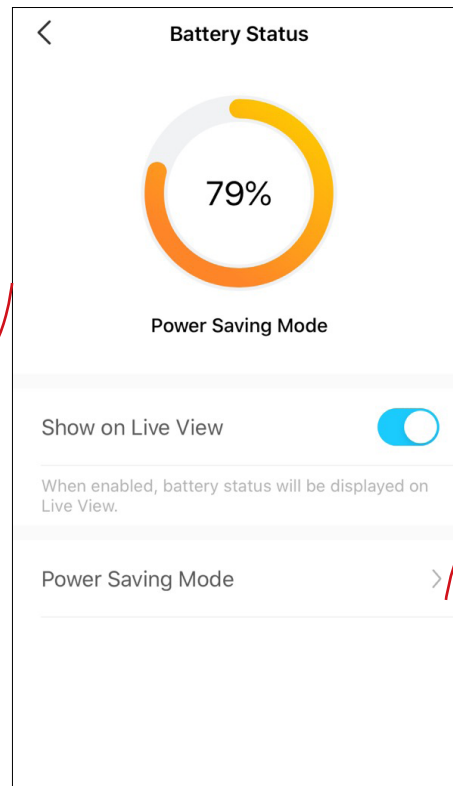 Battery Status
79%
Power Saving Mode
Show on Live View
When enabled, battery status will be displayed on
Live View.
Power Saving Mode